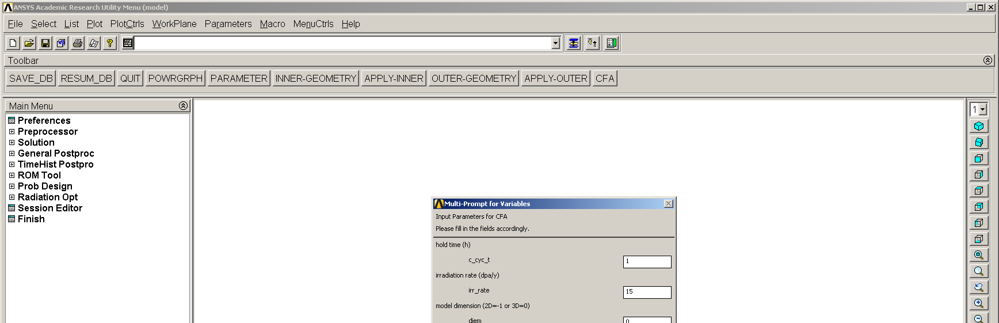 ANSYS Academic Research Utility Menu (model)
File Select List Plot PlotCtrls WorkPlane Parameters Macro MenuCtrls Help
Toolbar
SAVE_DB RESUM_DB QUIT POWRGRPH PARAMETER INNER-GEOMETRY APPLY-INNER OUTER-GEOMETRY APPLY-OUTER CFA
Main Menu
Preferences
Preprocessor
Solution
General Postproc
TimeHist Postpro
ROM Tool
Prob Design
Radiation Opt
Session Editor
Finish
Multi-Prompt for Variables
Input Parameters for CFA
Please fill in the fields accordingly.
hold time (h)
c_cyc_t 1
irradiation rate (dpa/y)
irr_rate 15
model dimension (2D=-1 or 3D=0)
diem 0
1